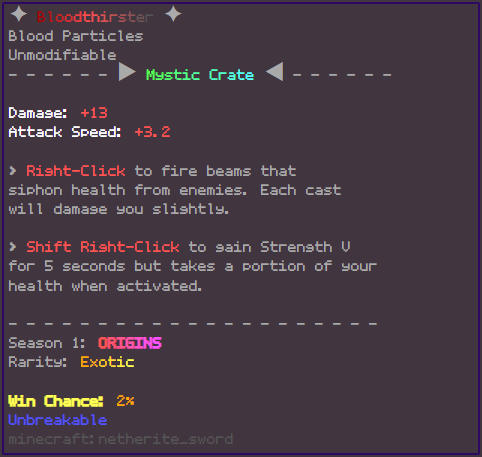 ✦ Bloodthirster ✦
Blood Particles
Unmodifiable
- - - - - - ▶ Mystic Crate ◀ - - - - - -
Damage: +13
Attack Speed: +3.2
> Right-Click to fire beams that
siphon health from enemies. Each cast
will damage you slightly.
> Shift Right-Click to gain Strength V
for 5 seconds but takes a portion of your
health when activated.
- - - - - - - - - - - - - - - - - - - - - -
Season 1: ORIGINS
Rarity: Exotic
Win Chance: 2%
Unbreakable
minecraft:netherite_sword